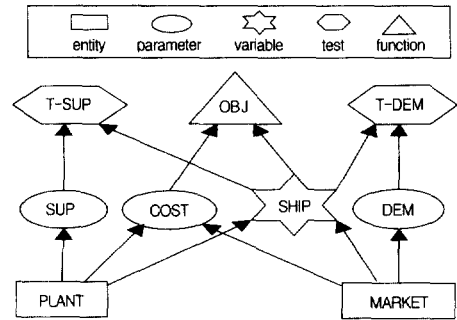 entity parameter variable test function
T-SUP OBJ T-DEM
SUP COST SHIP DEM
PLANT MARKET